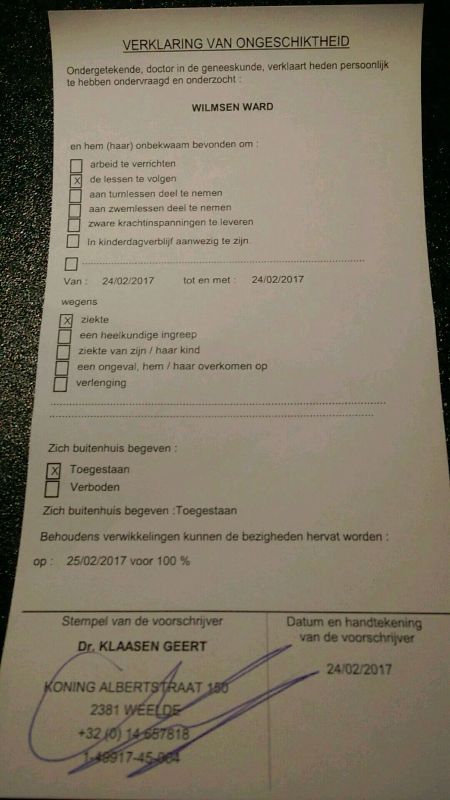 VERKLARING VAN ONGESCHIKTHEID
Ondergetekende, doctor in de geneeskunde, verklaart heden persoonlijk
te hebben ondervraagd en onderzocht :
WILMSEN WARD
en hem (haar) onbekwaam bevonden om :
arbeid te verrichten
X de lessen te volgen
aan turnlessen deel te nemen
aan zwemlessen deel te nemen
zware krachtinspanningen te leveren
In kinderdagverblijf aanwezig te zijn.
Van : 24/02/2017 tot en met : 24/02/2017
wegens
X ziekte
een heelkundige ingreep
ziekte van zijn / haar kind
een ongeval, hem / haar overkomen op
verlenging
Zich buitenhuis begeven :
X Toegestaan
Verboden
Zich buitenhuis begeven :Toegestaan
Behoudens verwikkelingen kunnen de bezigheden hervat worden :
op : 25/02/2017 voor 100 %
Stempel van de voorschrijver
Dr. KLAASEN GEERT
KONING ALBERTSTRAAT 150
2381 WEELDE
+32 (0) 14 657818
Datum en handtekening
van de voorschrijver
24/02/2017